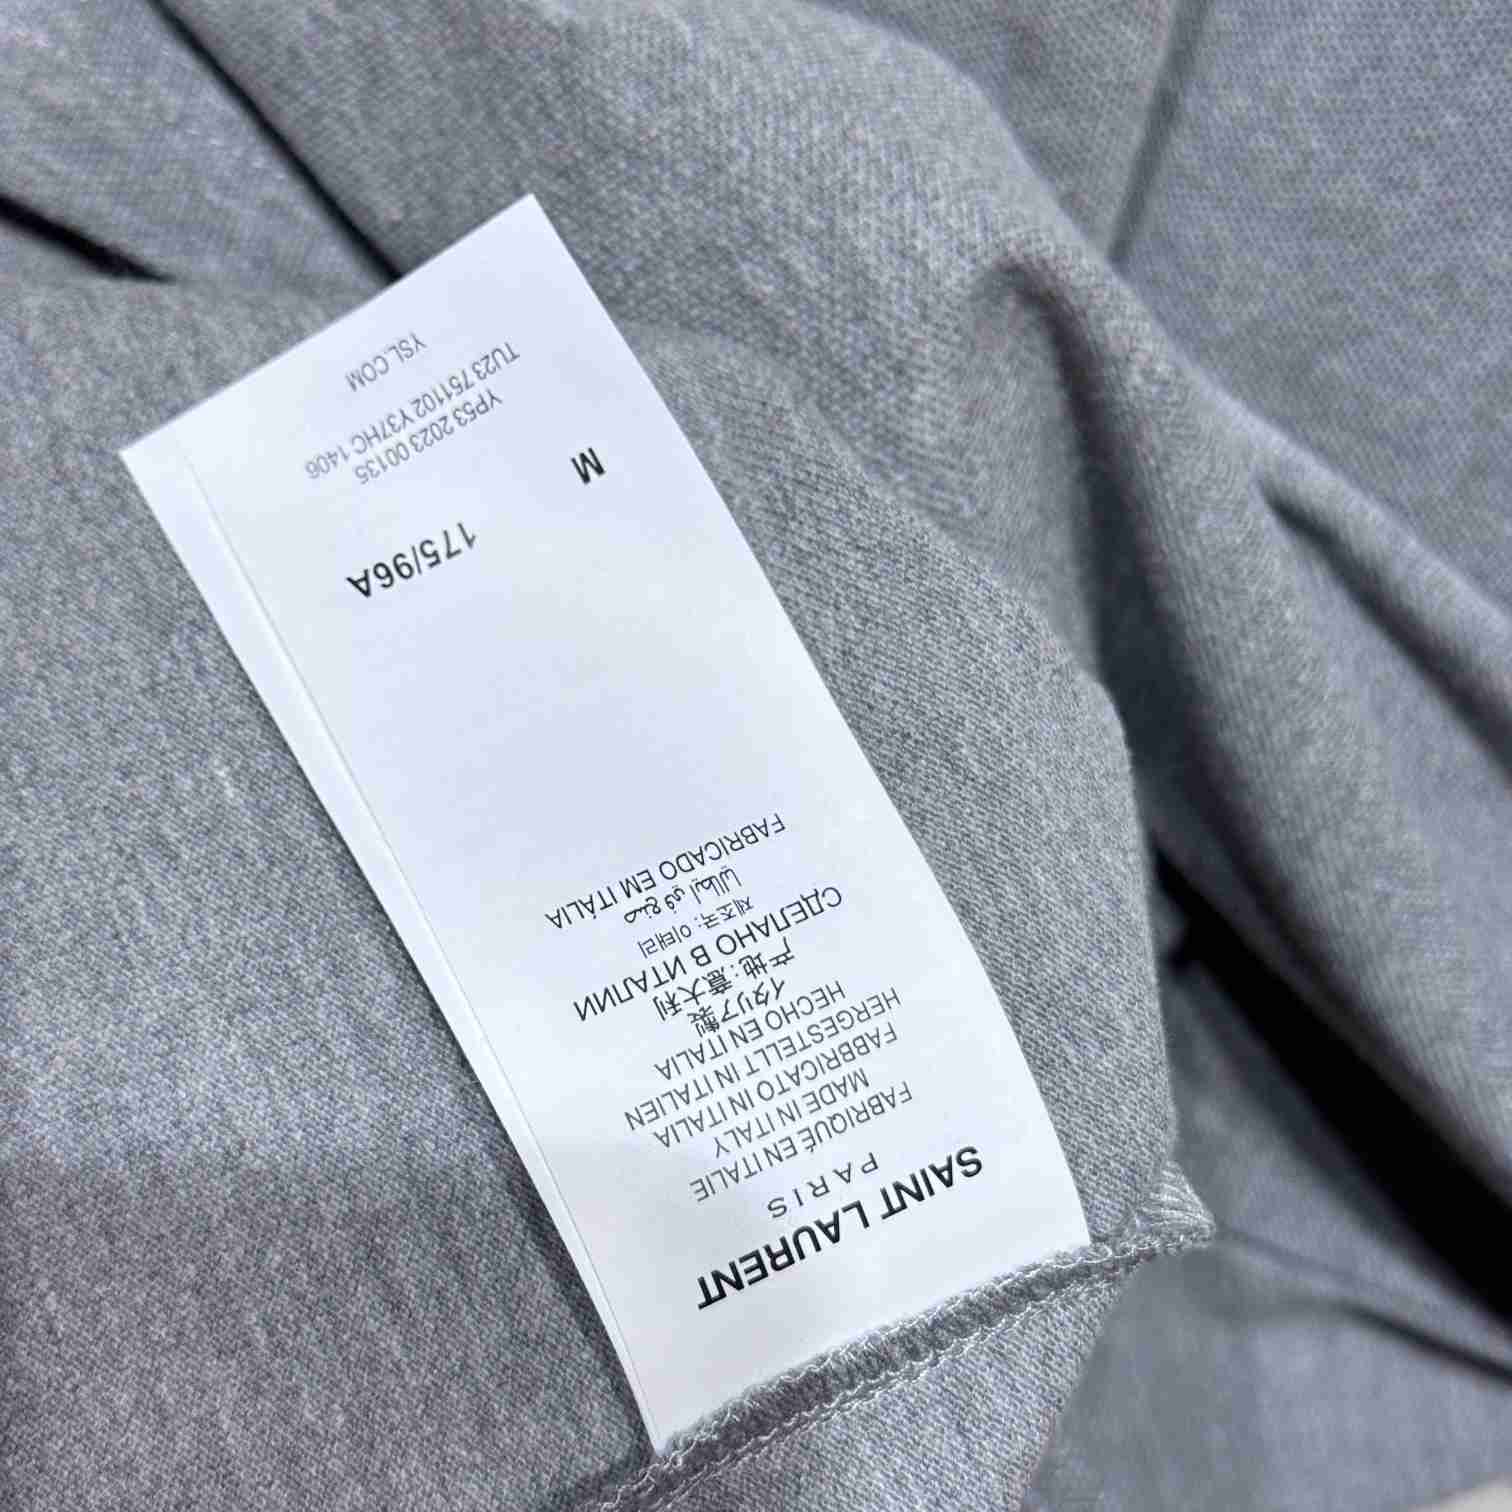 SAINT LAURENT
PARIS
FABRIQUÉ EN ITALIE
MADE IN ITALY
FABBRICATO IN ITALIA
HERGESTELLT IN ITALIEN
HECHO EN ITALIA
イタリア製
产地:意大利
СДЕЛАНО В ИТАЛИИ
제조국: 이태리
صنع في ايطاليا
FABRICADO EM ITÁLIA
175/96A
M
YP53 2023 00135
TU23 751102 Y37HC 1406
YSL.COM